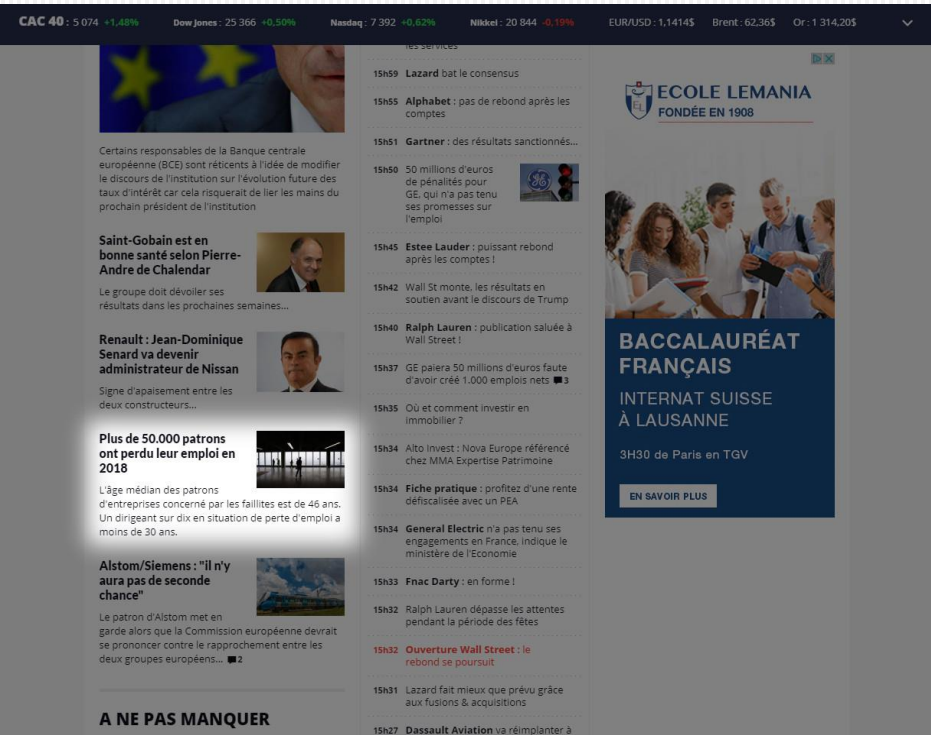 CAC 40 : 5 074 +1,48% Dow Jones : 25 366 +0,50% Nasdaq : 7 392 +0,62% Nikkei : 20 844 -0,19% EUR/USD : 1,1414$ Brent : 62,36$ Or : 1 314,20$
Certains responsables de la Banque centrale
européenne (BCE) sont réticents à l'idée de modifier
le discours de l'institution sur l'évolution future des
taux d'intérêt car cela risquerait de lier les mains du
prochain président de l'institution
Saint-Gobain est en
bonne santé selon Pierre-
Andre de Chalendar
Le groupe doit dévoiler ses
résultats dans les prochaines semaines...
Renault : Jean-Dominique
Senard va devenir
administrateur de Nissan
Signe d'apaisement entre les
deux constructeurs...
Plus de 50.000 patrons
ont perdu leur emploi en
2018
L'âge médian des patrons
d'entreprises concerné par les faillites est de 46 ans.
Un dirigeant sur dix en situation de perte d'emploi a
moins de 30 ans.
Alstom/Siemens : "il n'y
aura pas de seconde
chance"
Le patron d'Alstom met en
garde alors que la Commission européenne devrait
se prononcer contre le rapprochement entre les
deux groupes européens... 2
A NE PAS MANQUER
les services
15h59 Lazard bat le consensus
15h55 Alphabet : pas de rebond après les
comptes
15h51 Gartner : des résultats sanctionnés...
15h50 50 millions d'euros
de pénalités pour
GE, qui n'a pas tenu
ses promesses sur
l'emploi
15h45 Estee Lauder : puissant rebond
après les comptes !
15h42 Wall St monte, les résultats en
soutien avant le discours de Trump
15h40 Ralph Lauren : publication saluée à
Wall Street !
15h37 GE paiera 50 millions d'euros faute
d'avoir créé 1.000 emplois nets 3
15h35 Où et comment investir en
immobilier ?
15h34 Alto Invest : Nova Europe référencé
chez MMA Expertise Patrimoine
15h34 Fiche pratique : profitez d'une rente
défiscalisée avec un PEA
15h34 General Electric n'a pas tenu ses
engagements en France, indique le
ministère de l'Economie
15h33 Fnac Darty : en forme !
15h32 Ralph Lauren dépasse les attentes
pendant la période des fêtes
15h32 Ouverture Wall Street : le
rebond se poursuit
15h31 Lazard fait mieux que prévu grâce
aux fusions & acquisitions
15h27 Dassault Aviation va réimplanter à
EL
ECOLE LEMANIA
FONDÉE EN 1908
BACCALAURÉAT
FRANÇAIS
INTERNAT SUISSE
À LAUSANNE
3H30 de Paris en TGV
EN SAVOIR PLUS